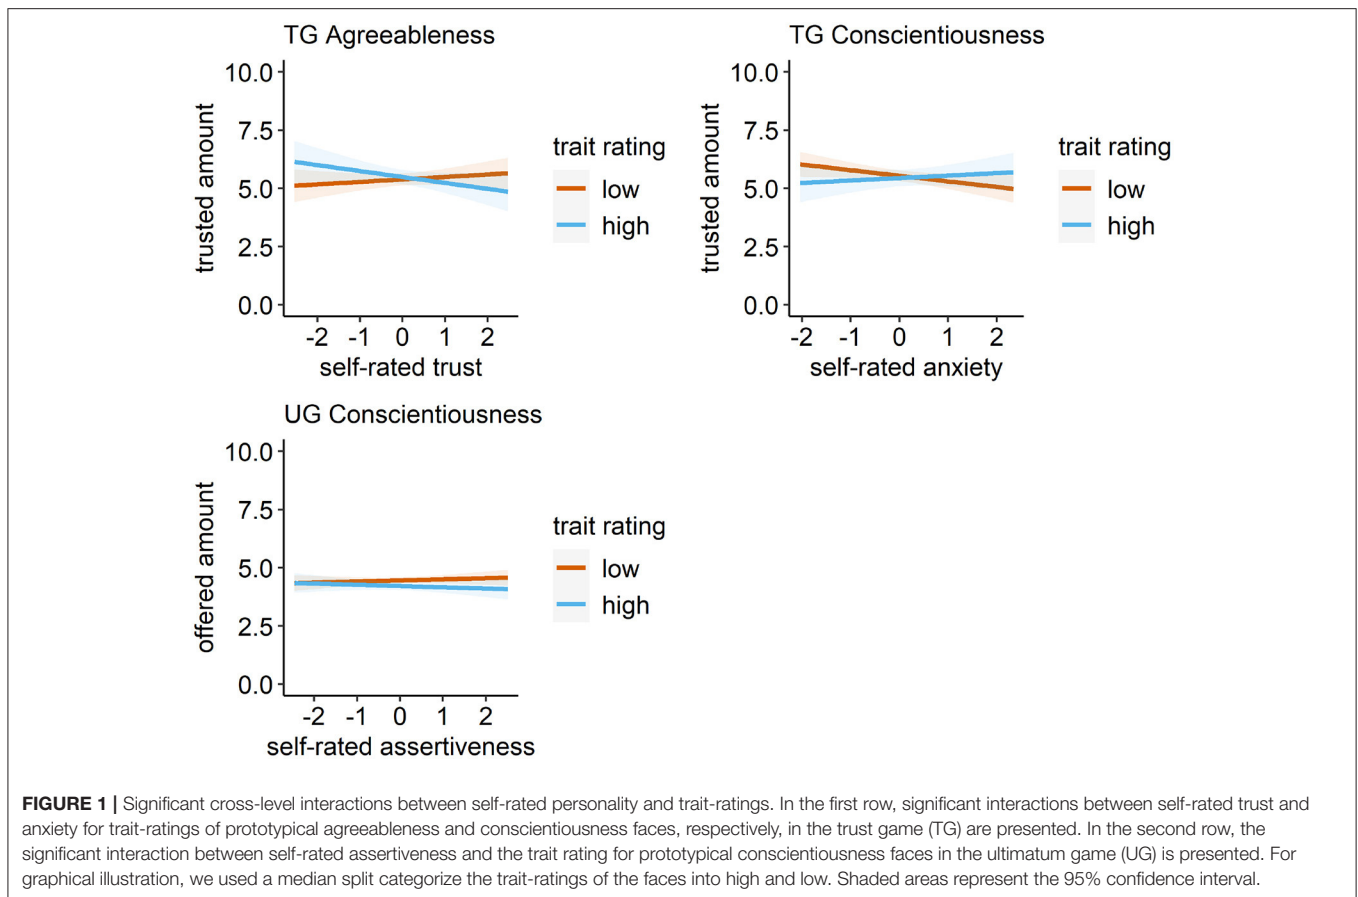 TG Agreeableness
10.0
7.5
5.0
2.5
0.0
trusted amount
-2 -1 0 1 2
self-rated trust
trait rating
low
high
TG Conscientiousness
10.0
7.5
5.0
2.5
0.0
trusted amount
-2 -1 0 1 2
self-rated anxiety
trait rating
low
high
UG Conscientiousness
10.0
7.5
5.0
2.5
0.0
offered amount
-2 -1 0 1 2
self-rated assertiveness
trait rating
low
high
FIGURE 1 | Significant cross-level interactions between self-rated personality and trait-ratings. In the first row, significant interactions between self-rated trust and
anxiety for trait-ratings of prototypical agreeableness and conscientiousness faces, respectively, in the trust game (TG) are presented. In the second row, the
significant interaction between self-rated assertiveness and the trait rating for prototypical conscientiousness faces in the ultimatum game (UG) is presented. For
graphical illustration, we used a median split categorize the trait-ratings of the faces into high and low. Shaded areas represent the 95% confidence interval.